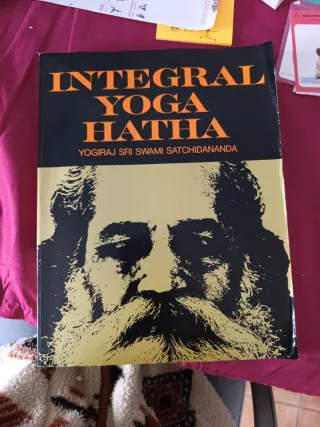 INTEGRAL
YOGA
HATHA
YOGIRAJ SRI SWAMI SATCHIDANANDA